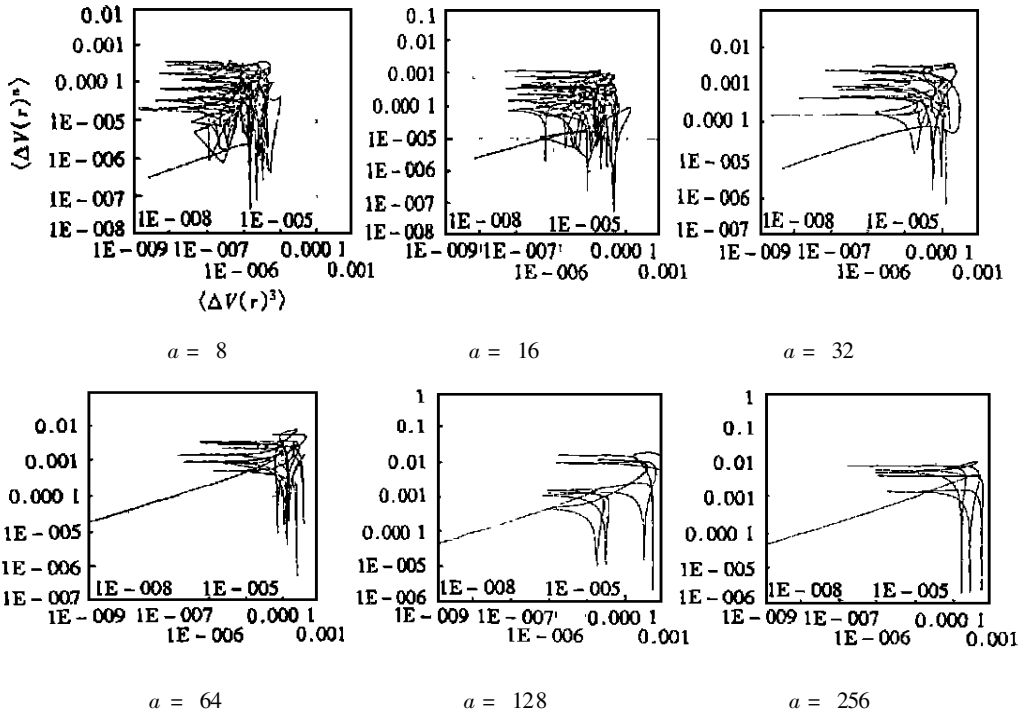 0.01
0.001
0.000 1
1E-005
1E-006
1E-007
1E-008
⟨ΔV(r)ⁿ⟩
1E-008 1E-005
1E-009 1E-007 0.000 1
1E-006 0.001
⟨ΔV(r)³⟩
a = 8
0.1
0.01
0.001
0.000 1
1E-005
1E-006
1E-007
1E-008
1E-008 1E-005
1E-009 1E-007 0.000 1
1E-006 0.001
a = 16
0.01
0.001
0.000 1
1E-005
1E-006
1E-007
1E-008 1E-005
1E-009 1E-007 0.000 1
1E-006 0.001
a = 32
0.01
0.001
0.000 1
1E-005
1E-006
1E-007
1E-008 1E-005
1E-009 1E-007 0.000 1
1E-006 0.001
a = 64
1
0.1
0.01
0.001
0.000 1
1E-005
1E-006
1E-008 1E-005
1E-009 1E-007 0.000 1
1E-006 0.001
a = 128
1
0.1
0.01
0.001
0.000 1
1E-005
1E-006
1E-008 1E-005
1E-009 1E-007 0.000 1
1E-006 0.001
a = 256